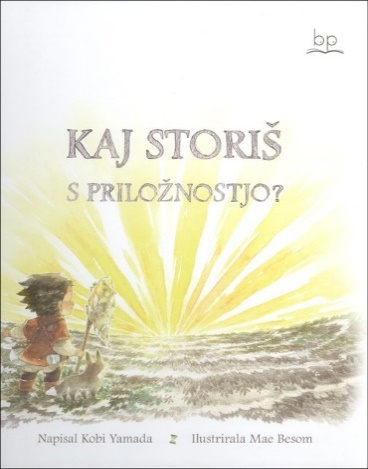 bp
KAJ STORIŠ
S PRILOŽNOSTJO?
Napisal Kobi Yamada Ilustrirala Mae Besom